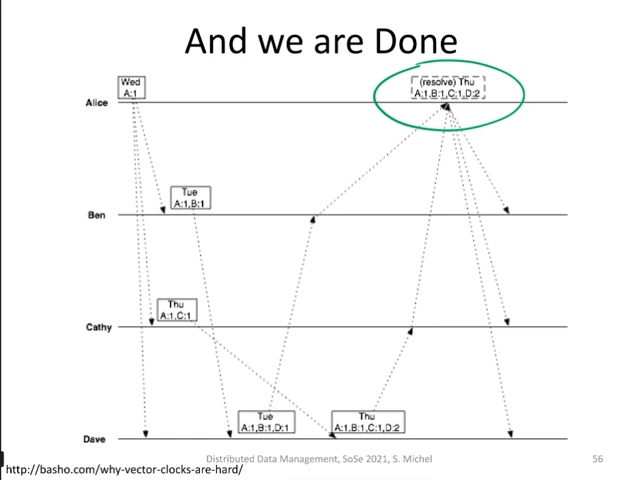 And we are Done
Wed
A:1
(resolve) Thu
A:1,B:1,C:1,D:2
Alice
Tue
A:1,B:1
Ben
Thu
A:1,C:1
Cathy
Tue
A:1,B:1,D:1
Thu
A:1,B:1,C:1,D:2
Dave
Distributed Data Management, SoSe 2021, S. Michel
56
http://basho.com/why-vector-clocks-are-hard/